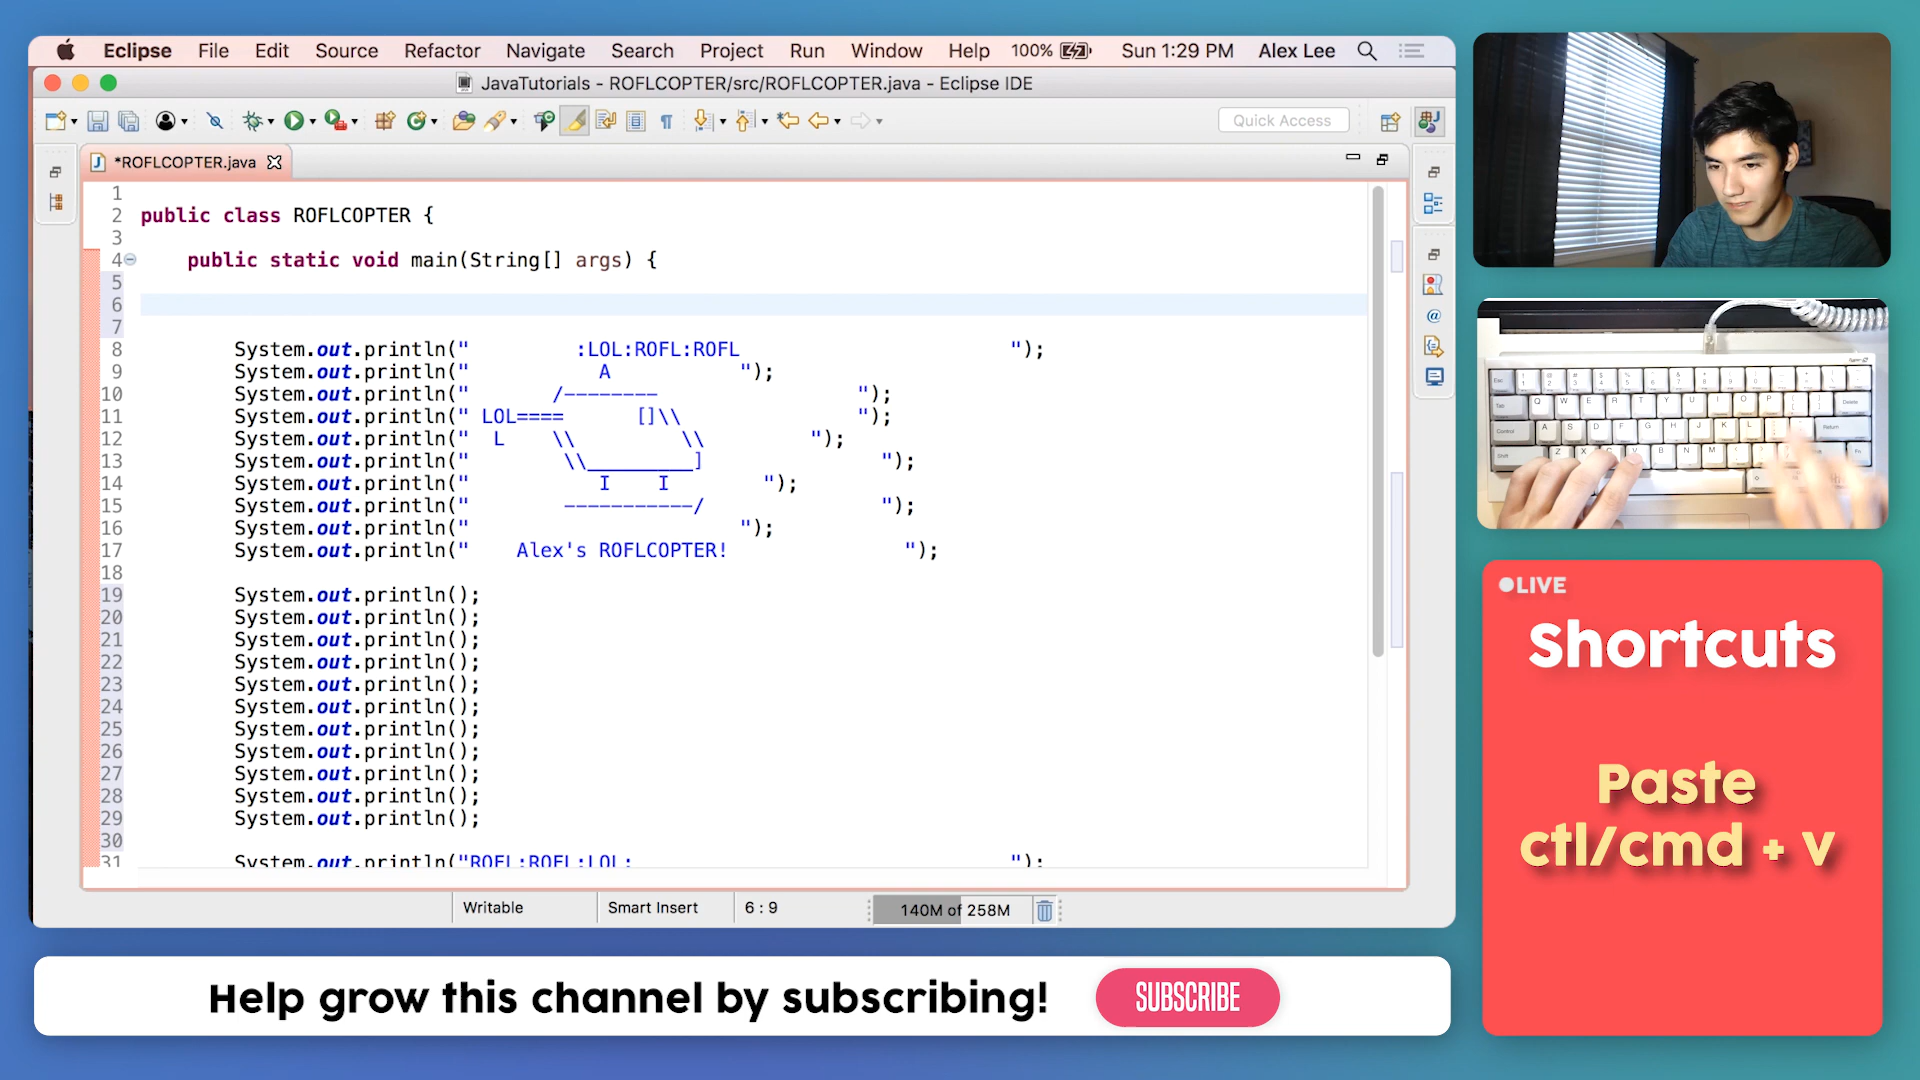 Eclipse File Edit Source Refactor Navigate Search Project Run Window Help 100% Sun 1:29 PM Alex Lee
JavaTutorials - ROFLCOPTER/src/ROFLCOPTER.java - Eclipse IDE
Quick Access
*ROFLCOPTER.java
1
2 public class ROFLCOPTER {
3
4 public static void main(String[] args) {
5
6
7
8 System.out.println("         :LOL:ROFL:ROFL                       ");
9 System.out.println("           A           ");
10 System.out.println("       /--------                 ");
11 System.out.println(" LOL====      []\\               ");
12 System.out.println("  L    \\         \\         ");
13 System.out.println("        \\_________]               ");
14 System.out.println("           I    I        ");
15 System.out.println("        -----------/               ");
16 System.out.println("                       ");
17 System.out.println("    Alex's ROFLCOPTER!               ");
18
19 System.out.println();
20 System.out.println();
21 System.out.println();
22 System.out.println();
23 System.out.println();
24 System.out.println();
25 System.out.println();
26 System.out.println();
27 System.out.println();
28 System.out.println();
29 System.out.println();
30
31 System.out.println("ROFL:ROFL:LOL:                                ");
Writable Smart Insert 6 : 9 140M of 258M
LIVE
Shortcuts
Paste
ctl/cmd + v
Help grow this channel by subscribing! SUBSCRIBE